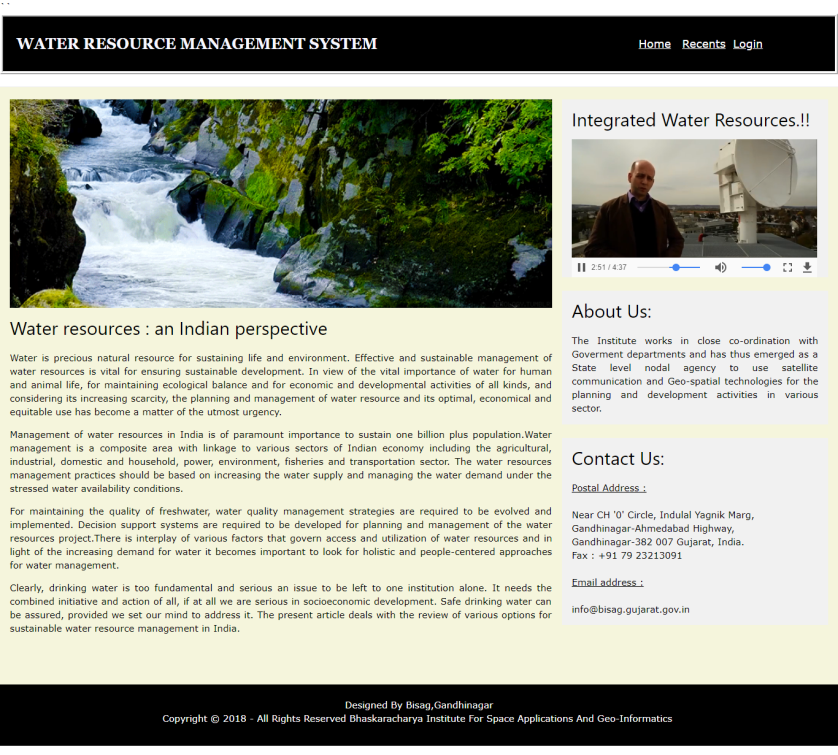 WATER RESOURCE MANAGEMENT SYSTEM
Home Recents Login
Water resources : an Indian perspective
Water is precious natural resource for sustaining life and environment. Effective and sustainable management of
water resources is vital for ensuring sustainable development. In view of the vital importance of water for human
and animal life, for maintaining ecological balance and for economic and developmental activities of all kinds, and
considering its increasing scarcity, the planning and management of water resource and its optimal, economical and
equitable use has become a matter of the utmost urgency.
Management of water resources in India is of paramount importance to sustain one billion plus population.Water
management is a composite area with linkage to various sectors of Indian economy including the agricultural,
industrial, domestic and household, power, environment, fisheries and transportation sector. The water resources
management practices should be based on increasing the water supply and managing the water demand under the
stressed water availability conditions.
For maintaining the quality of freshwater, water quality management strategies are required to be evolved and
implemented. Decision support systems are required to be developed for planning and management of the water
resources project.There is interplay of various factors that govern access and utilization of water resources and in
light of the increasing demand for water it becomes important to look for holistic and people-centered approaches
for water management.
Clearly, drinking water is too fundamental and serious an issue to be left to one institution alone. It needs the
combined initiative and action of all, if at all we are serious in socioeconomic development. Safe drinking water can
be assured, provided we set our mind to address it. The present article deals with the review of various options for
sustainable water resource management in India.
Integrated Water Resources.!!
2:51 / 4:37
About Us:
The Institute works in close co-ordination with
Goverment departments and has thus emerged as a
State level nodal agency to use satellite
communication and Geo-spatial technologies for the
planning and development activities in various
sector.
Contact Us:
Postal Address :
Near CH '0' Circle, Indulal Yagnik Marg,
Gandhinagar-Ahmedabad Highway,
Gandhinagar-382 007 Gujarat, India.
Fax : +91 79 23213091
Email address :
info@bisag.gujarat.gov.in
Designed By Bisag,Gandhinagar
Copyright © 2018 - All Rights Reserved Bhaskaracharya Institute For Space Applications And Geo-Informatics